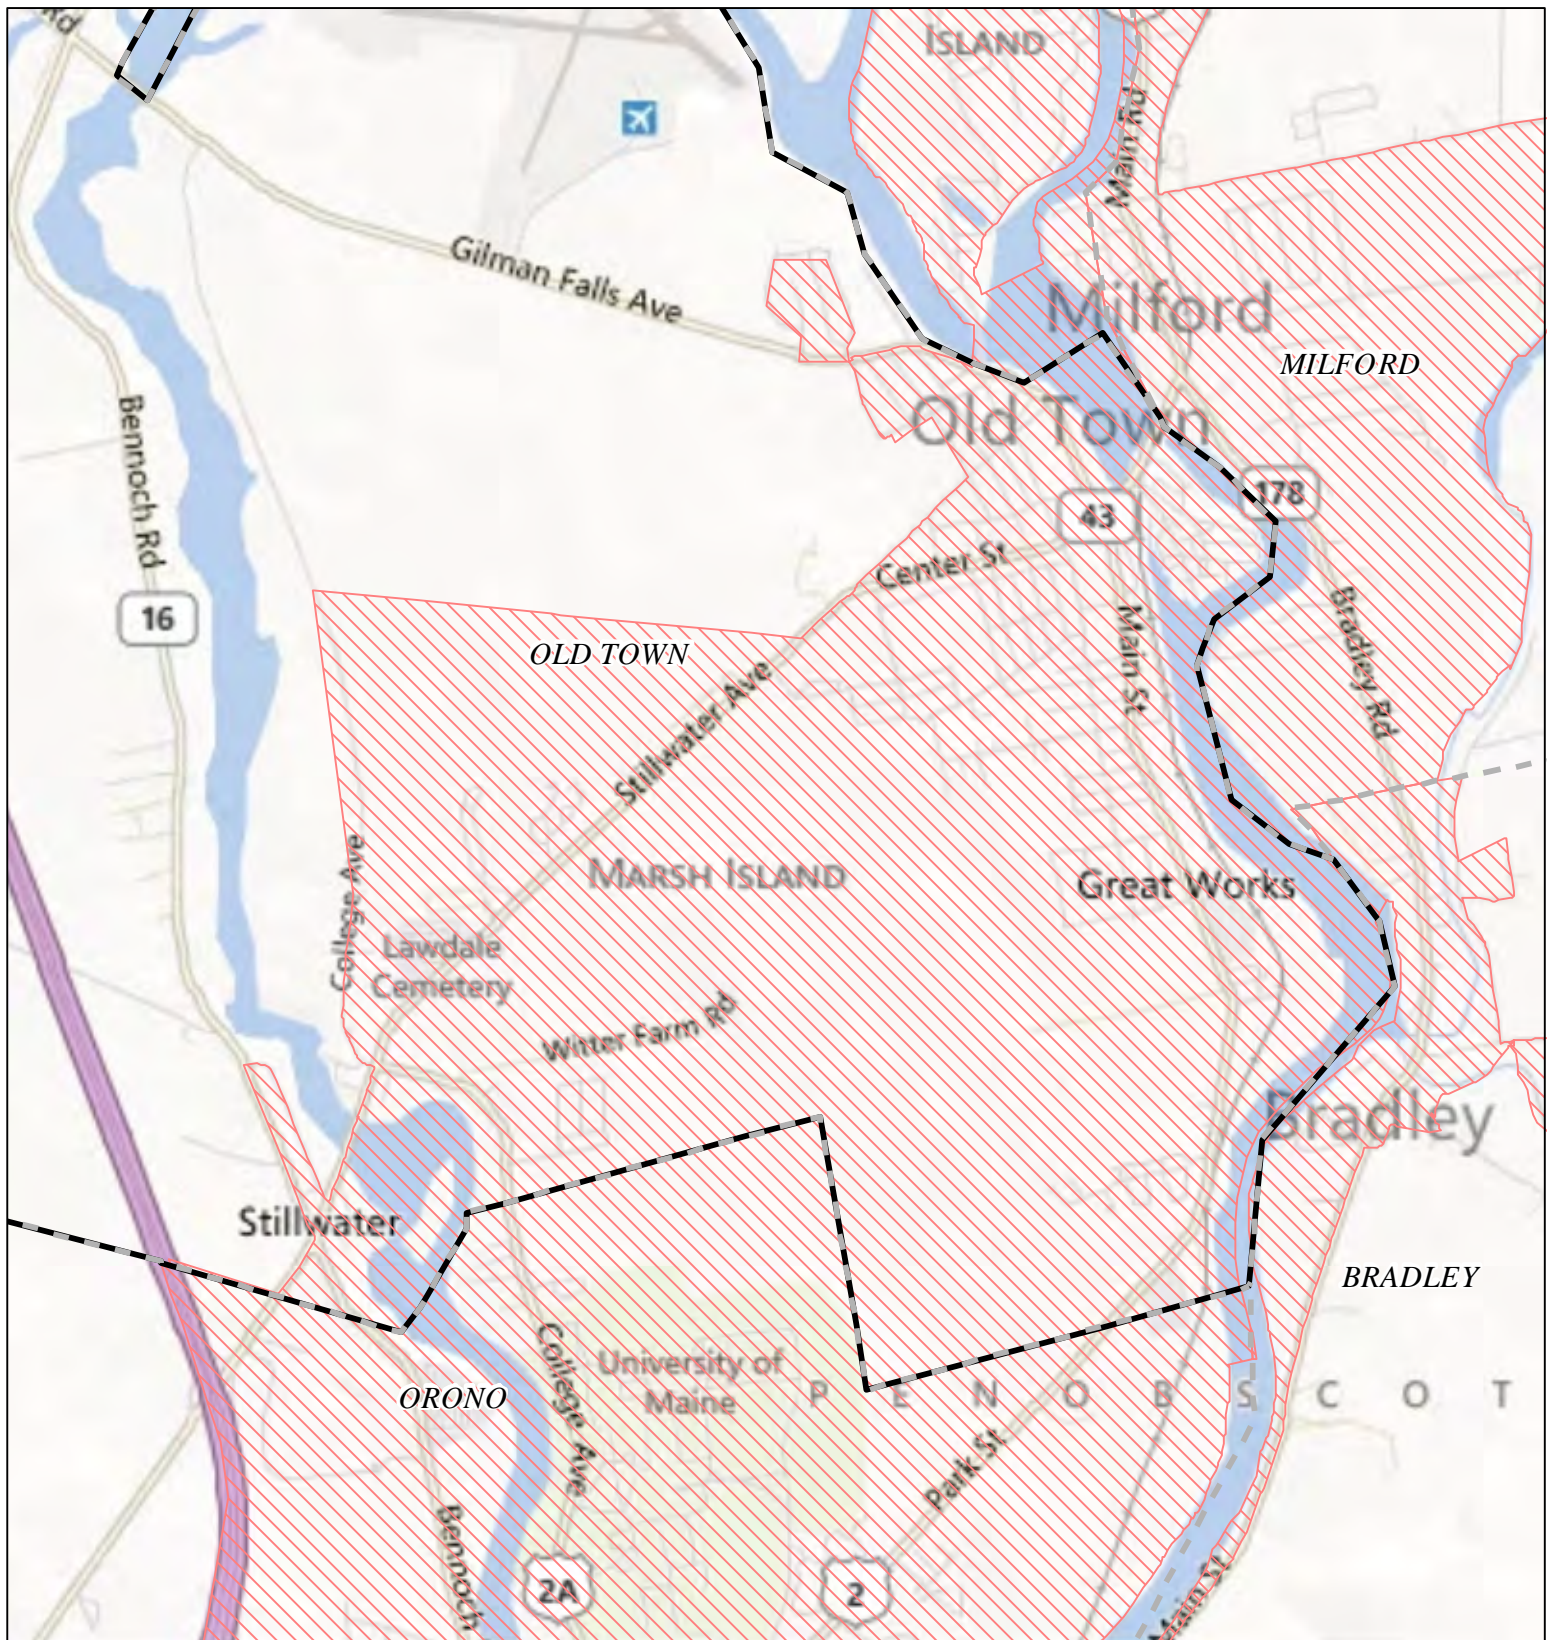 Rd
ISLAND
Main Rd
Gilman Falls Ave
Milford
MILFORD
Old Town
Bennoch Rd
178
43
Center St
16
Main St
Bradley Rd
OLD TOWN
Stillwater Ave
MARSH ISLAND
Great Works
College Ave
Lawdale
Cemetery
Witter Farm Rd
Bradley
Stillwater
BRADLEY
College Ave
University of
Maine
ORONO
P E N O B S C O T
Park St
Bennoch
2A
2
Main St